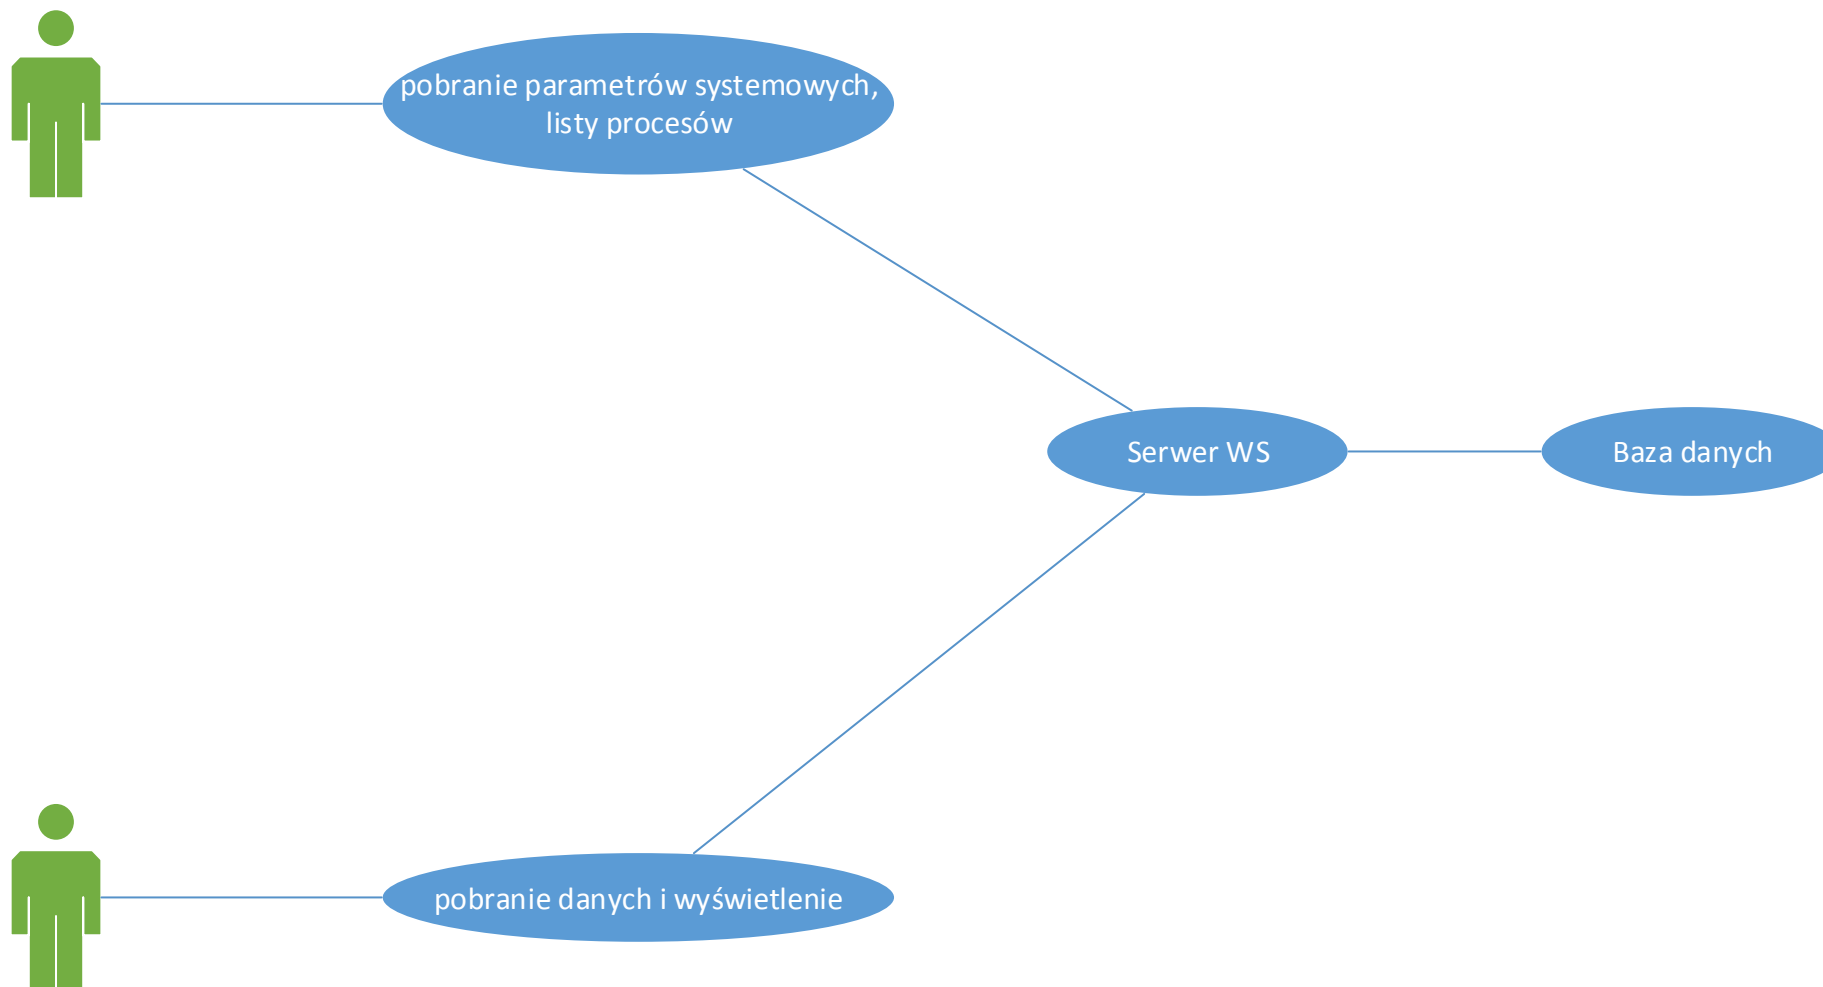 pobranie parametrów systemowych,
listy procesów
Serwer WS
Baza danych
pobranie danych i wyświetlenie